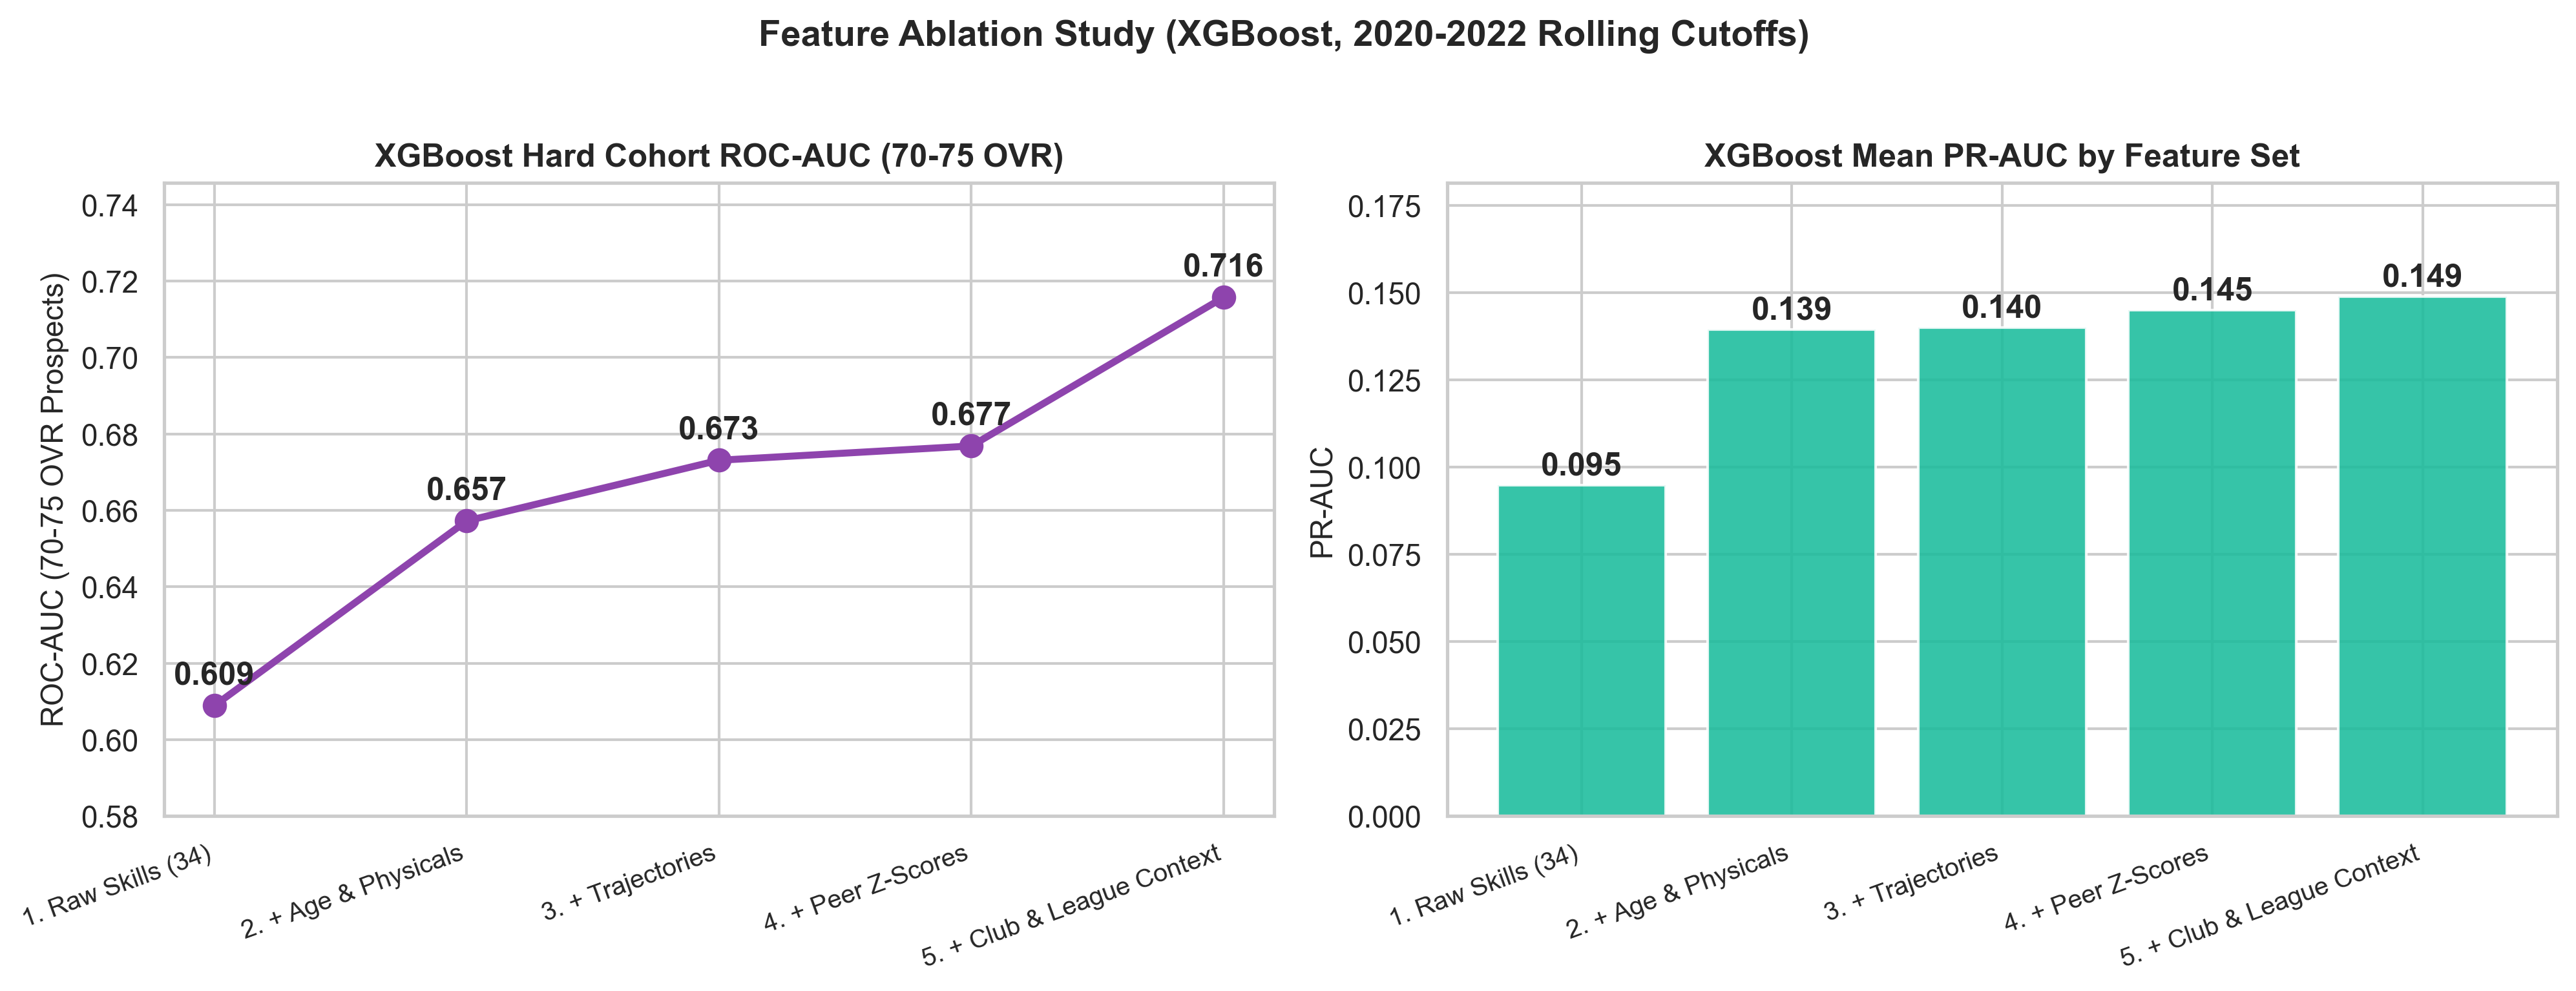 Feature Ablation Study (XGBoost, 2020-2022 Rolling Cutoffs)
XGBoost Hard Cohort ROC-AUC (70-75 OVR)
ROC-AUC (70-75 OVR Prospects)
0.74
0.72
0.70
0.68
0.66
0.64
0.62
0.60
0.58
0.609
0.657
0.673
0.677
0.716
1. Raw Skills (34)
2. + Age & Physicals
3. + Trajectories
4. + Peer Z-Scores
5. + Club & League Context
XGBoost Mean PR-AUC by Feature Set
PR-AUC
0.175
0.150
0.125
0.100
0.075
0.050
0.025
0.000
0.095
0.139
0.140
0.145
0.149
1. Raw Skills (34)
2. + Age & Physicals
3. + Trajectories
4. + Peer Z-Scores
5. + Club & League Context